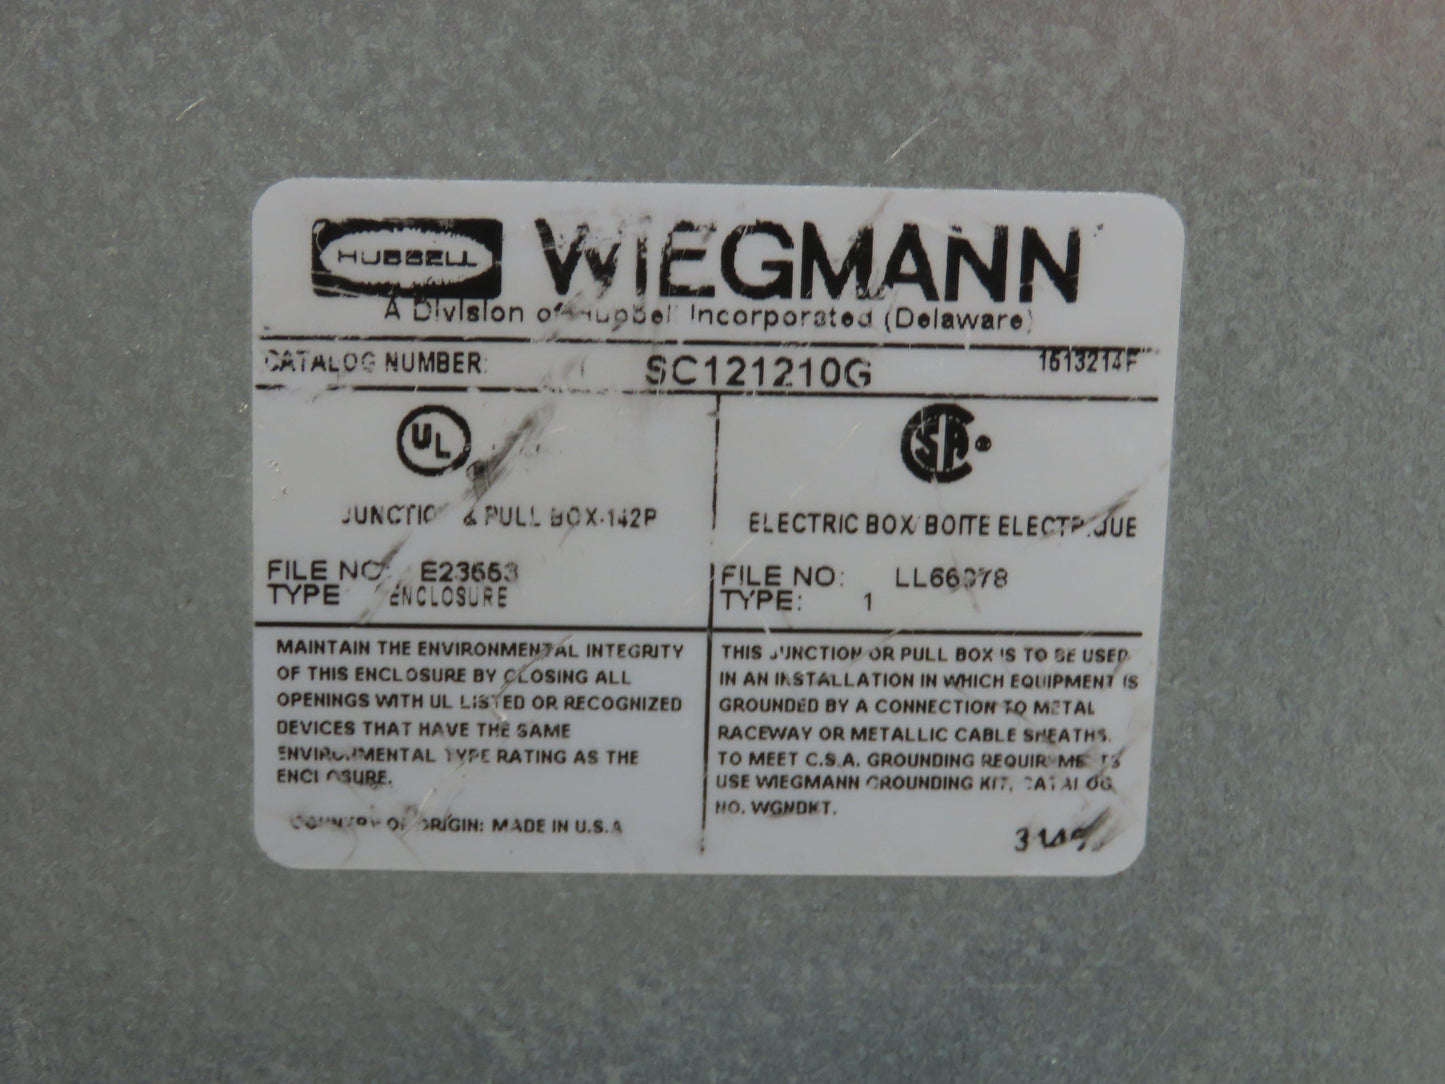 HUBBELL WIEGMANN
A Division of Hubbell Incorporated (Delaware)
CATALOG NUMBER: SC121210G 1513214F
UL SA
JUNCTION & PULL BOX-142P
ELECTRIC BOX/BOITE ELECTRIQUE
FILE NO:
TYPE ENCLOSURE
FILE NO:
TYPE: 1
MAINTAIN THE ENVIRONMENTAL INTEGRITY
OF THIS ENCLOSURE BY CLOSING ALL
OPENINGS WITH UL LISTED OR RECOGNIZED
DEVICES THAT HAVE THE SAME
ENVIRONMENTAL TYPE RATING AS THE
ENCLOSURE.
COUNTRY OF ORIGIN: MADE IN U.S.A
THIS JUNCTION OR PULL BOX IS TO BE USED
IN AN INSTALLATION IN WHICH EQUIPMENT IS
GROUNDED BY A CONNECTION TO METAL
RACEWAY OR METALLIC CABLE SHEATHS.
TO MEET C.S.A. GROUNDING REQUIREMENTS
USE WIEGMANN GROUNDING KIT, CATALOG
NO. WGNDKT.